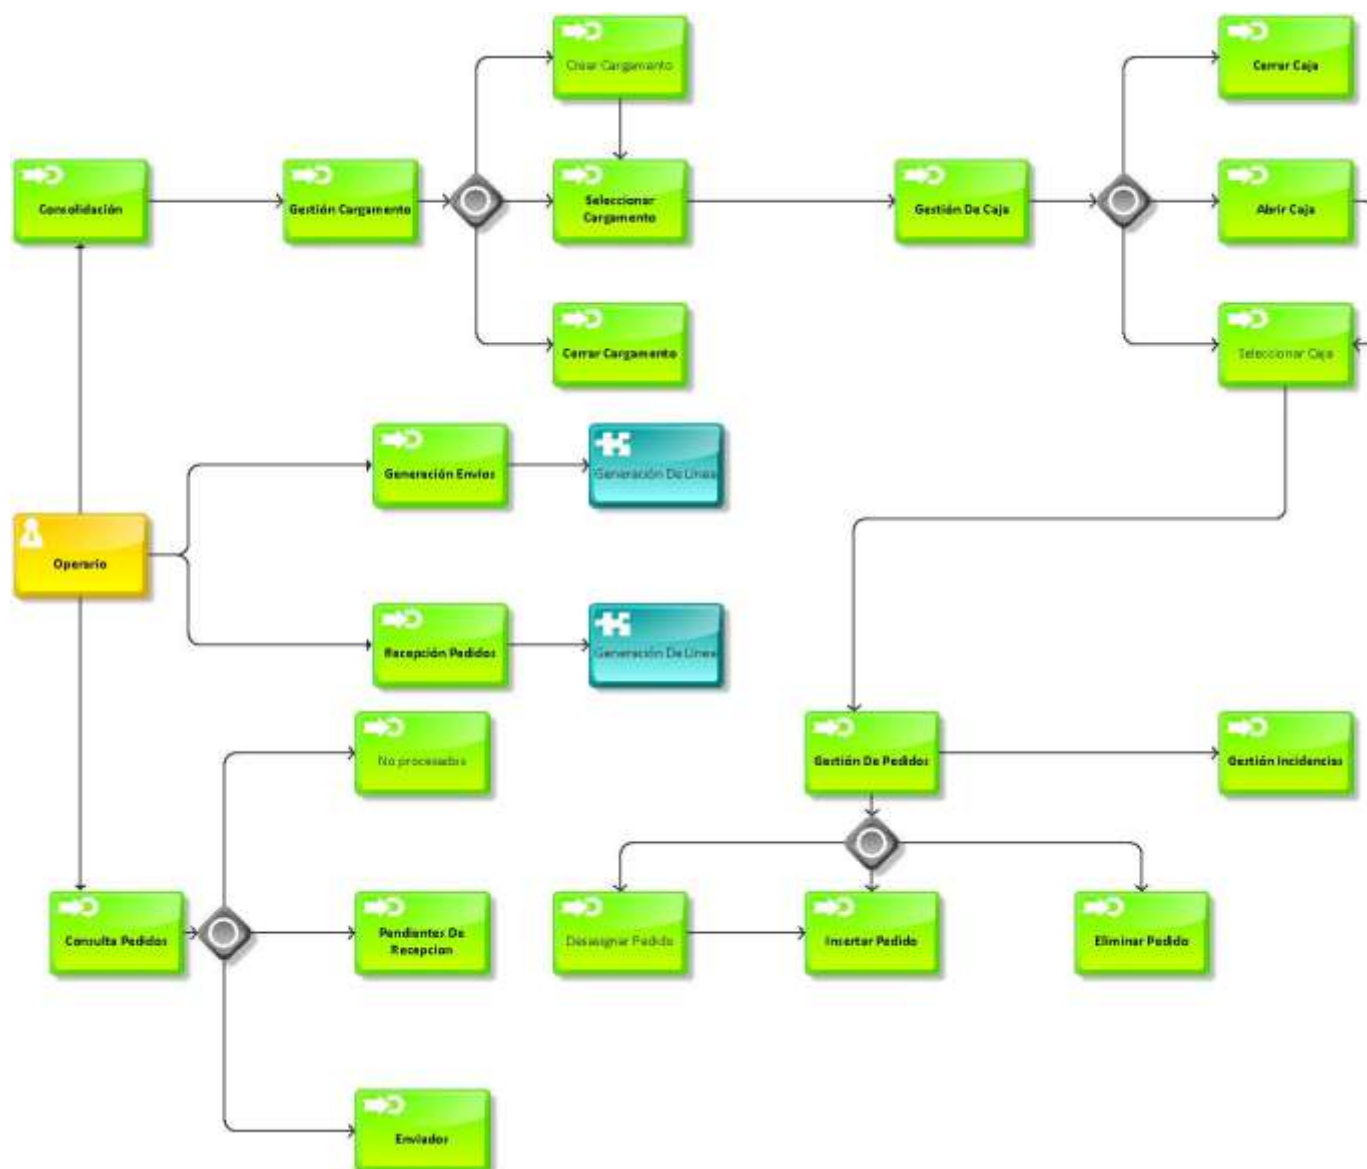 Crear Cargamento
Cerrar Caja
Consolidación
Gestión Cargamento
Seleccionar
Cargamento
Gestión De Caja
Abrir Caja
Cerrar Cargamento
Seleccionar Caja
Generación Envíos
Generación De Linea
Operario
Recepción Pedidos
Generación De Linea
No procesados
Gestión De Pedidos
Gestión Incidencias
Consulta Pedidos
Pendientes De
Recepcion
Desasignar Pedido
Insertar Pedido
Eliminar Pedido
Enviados